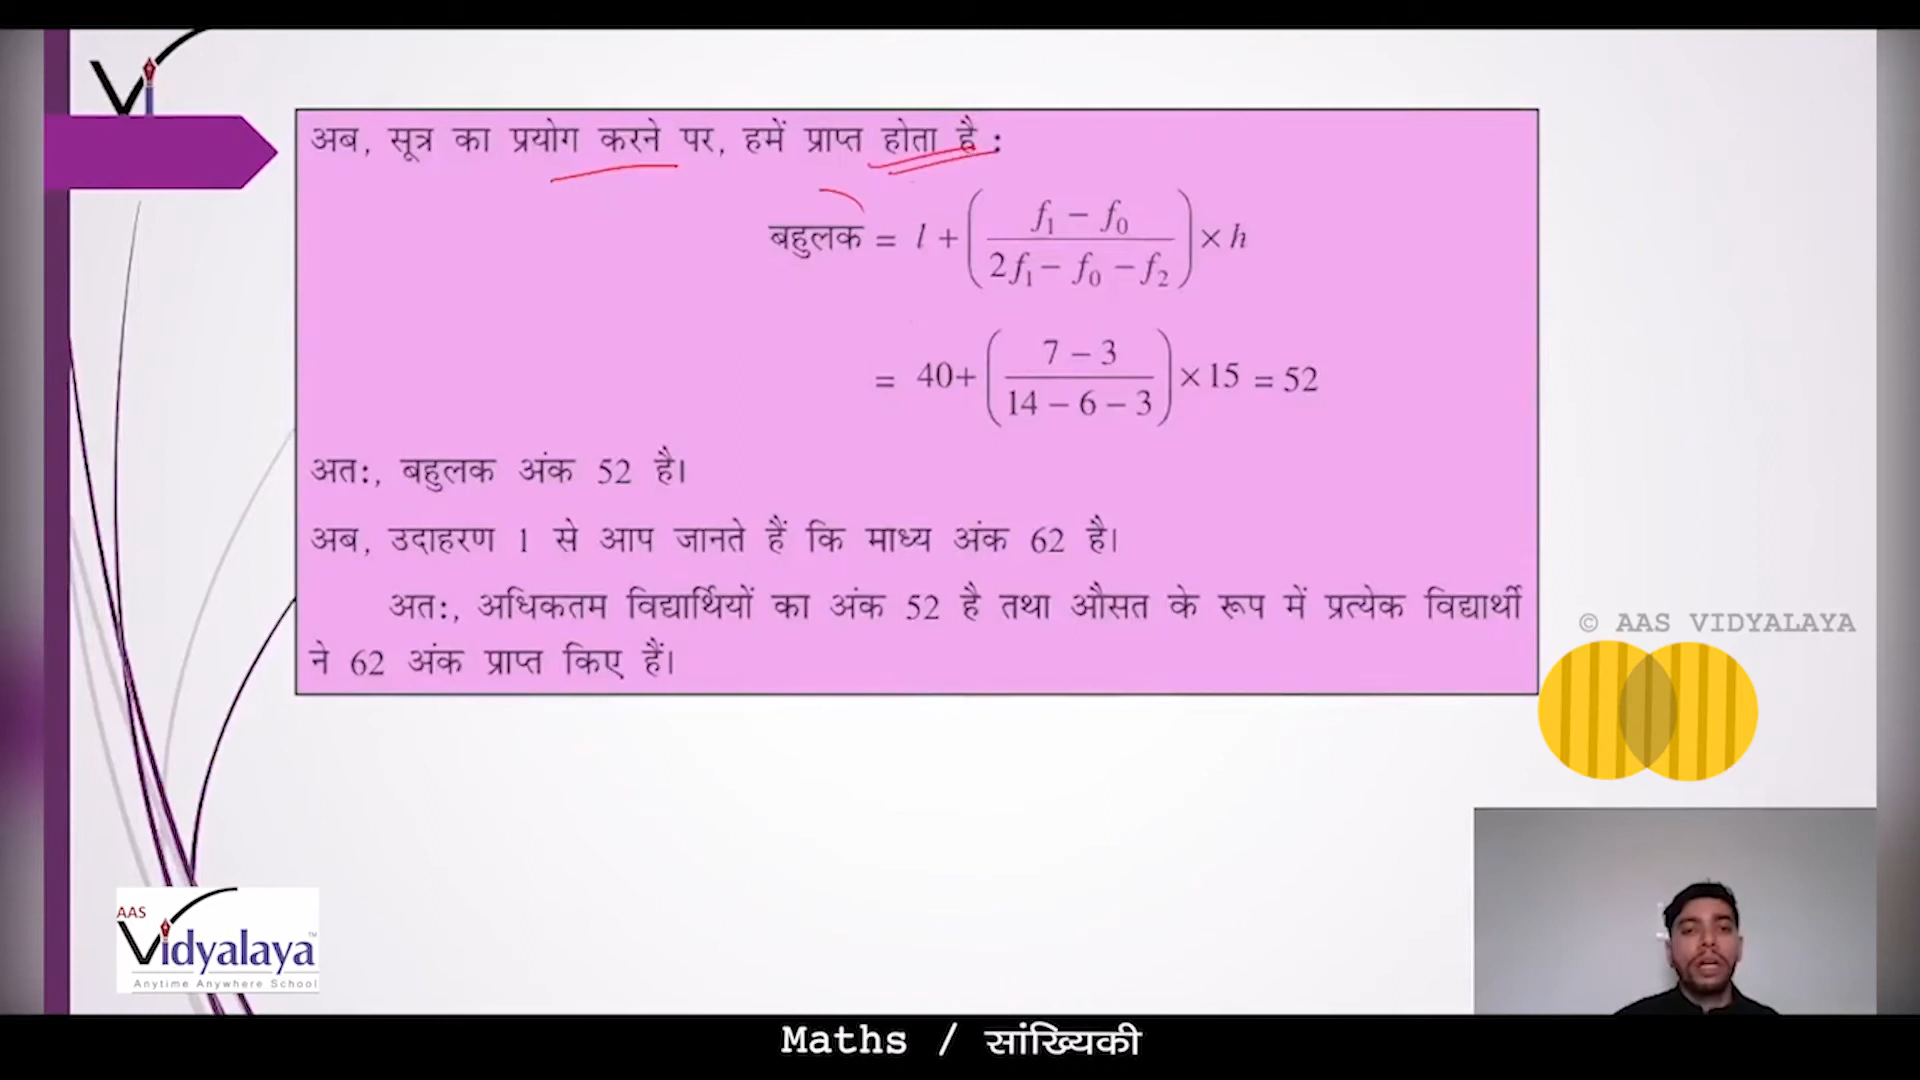 अब, सूत्र का प्रयोग करने पर, हमें प्राप्त होता है :
बहुलक = l + ( (f₁ – f₀) / (2f₁ – f₀ – f₂) ) × h
= 40+ ( (7 – 3) / (14 – 6 – 3) ) × 15 = 52
अतः, बहुलक अंक 52 है।
अब, उदाहरण 1 से आप जानते हैं कि माध्य अंक 62 है।
अतः, अधिकतम विद्यार्थियों का अंक 52 है तथा औसत के रूप में प्रत्येक विद्यार्थी
ने 62 अंक प्राप्त किए हैं।
© AAS VIDYALAYA
AAS
Vidyalaya™
Anytime Anywhere School
Maths / सांख्यिकी